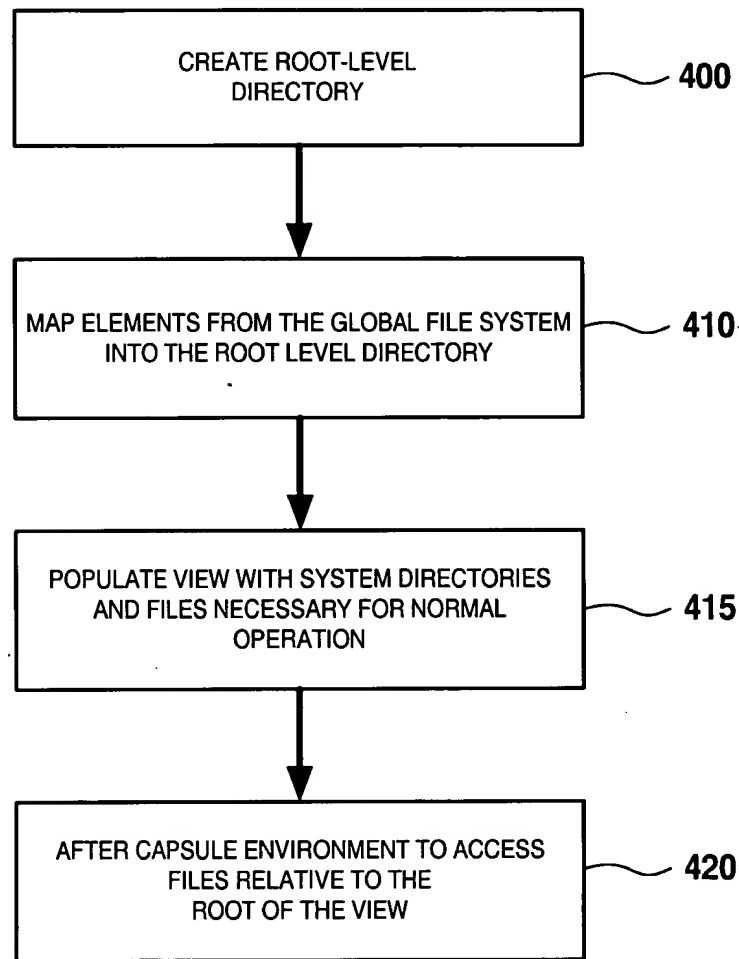 CREATE ROOT-LEVEL
DIRECTORY
400
MAP ELEMENTS FROM THE GLOBAL FILE SYSTEM
INTO THE ROOT LEVEL DIRECTORY
410
POPULATE VIEW WITH SYSTEM DIRECTORIES
AND FILES NECESSARY FOR NORMAL
OPERATION
415
AFTER CAPSULE ENVIRONMENT TO ACCESS
FILES RELATIVE TO THE
ROOT OF THE VIEW
420